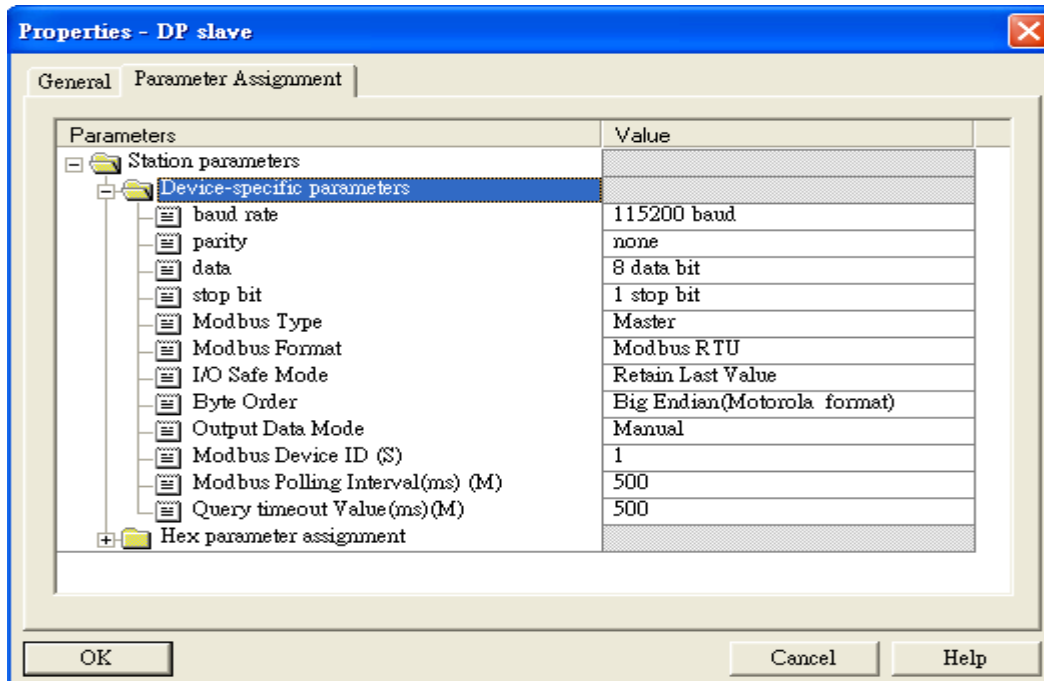 Properties - DP slave
General Parameter Assignment
Parameters Value
Station parameters
Device-specific parameters
baud rate 115200 baud
parity none
data 8 data bit
stop bit 1 stop bit
Modbus Type Master
Modbus Format Modbus RTU
I/O Safe Mode Retain Last Value
Byte Order Big Endian(Motorola format)
Output Data Mode Manual
Modbus Device ID (S) 1
Modbus Polling Interval(ms) (M) 500
Query timeout Value(ms)(M) 500
Hex parameter assignment
OK Cancel Help